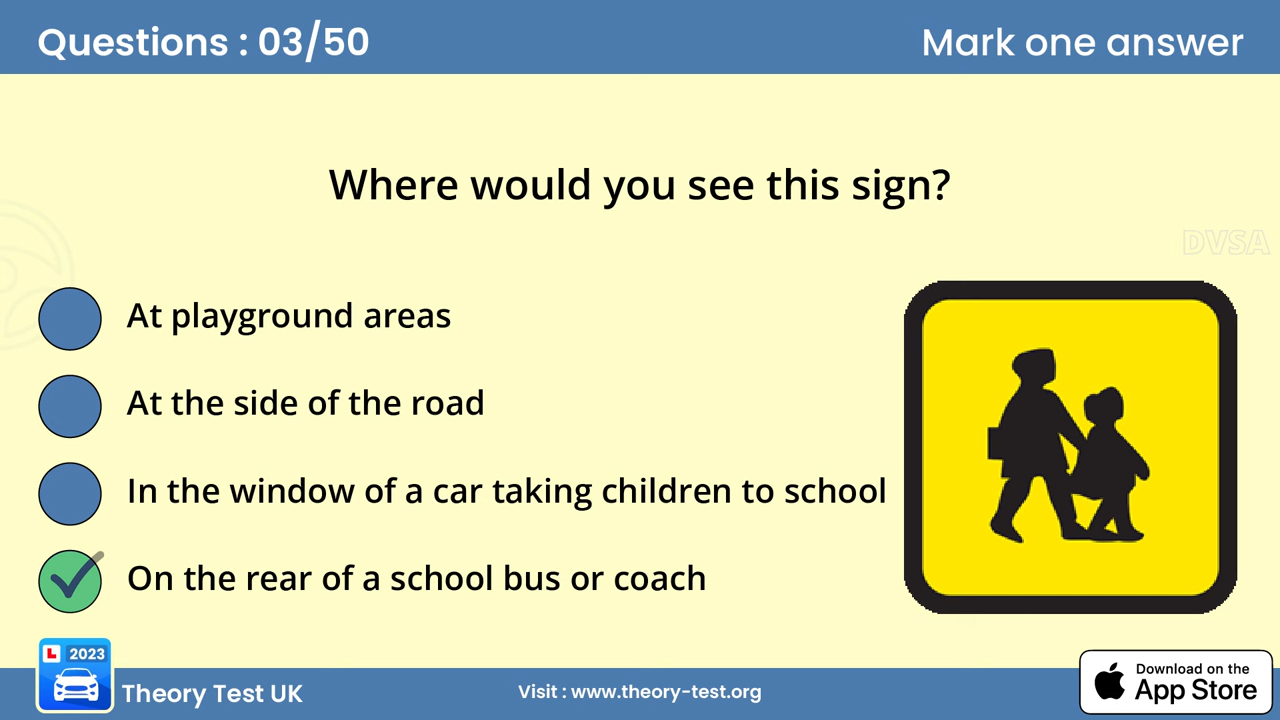 Questions : 03/50
Mark one answer
Where would you see this sign?
DVSA
At playground areas
At the side of the road
In the window of a car taking children to school
On the rear of a school bus or coach
L 2023
Theory Test UK
Visit : www.theory-test.org
Download on the
App Store